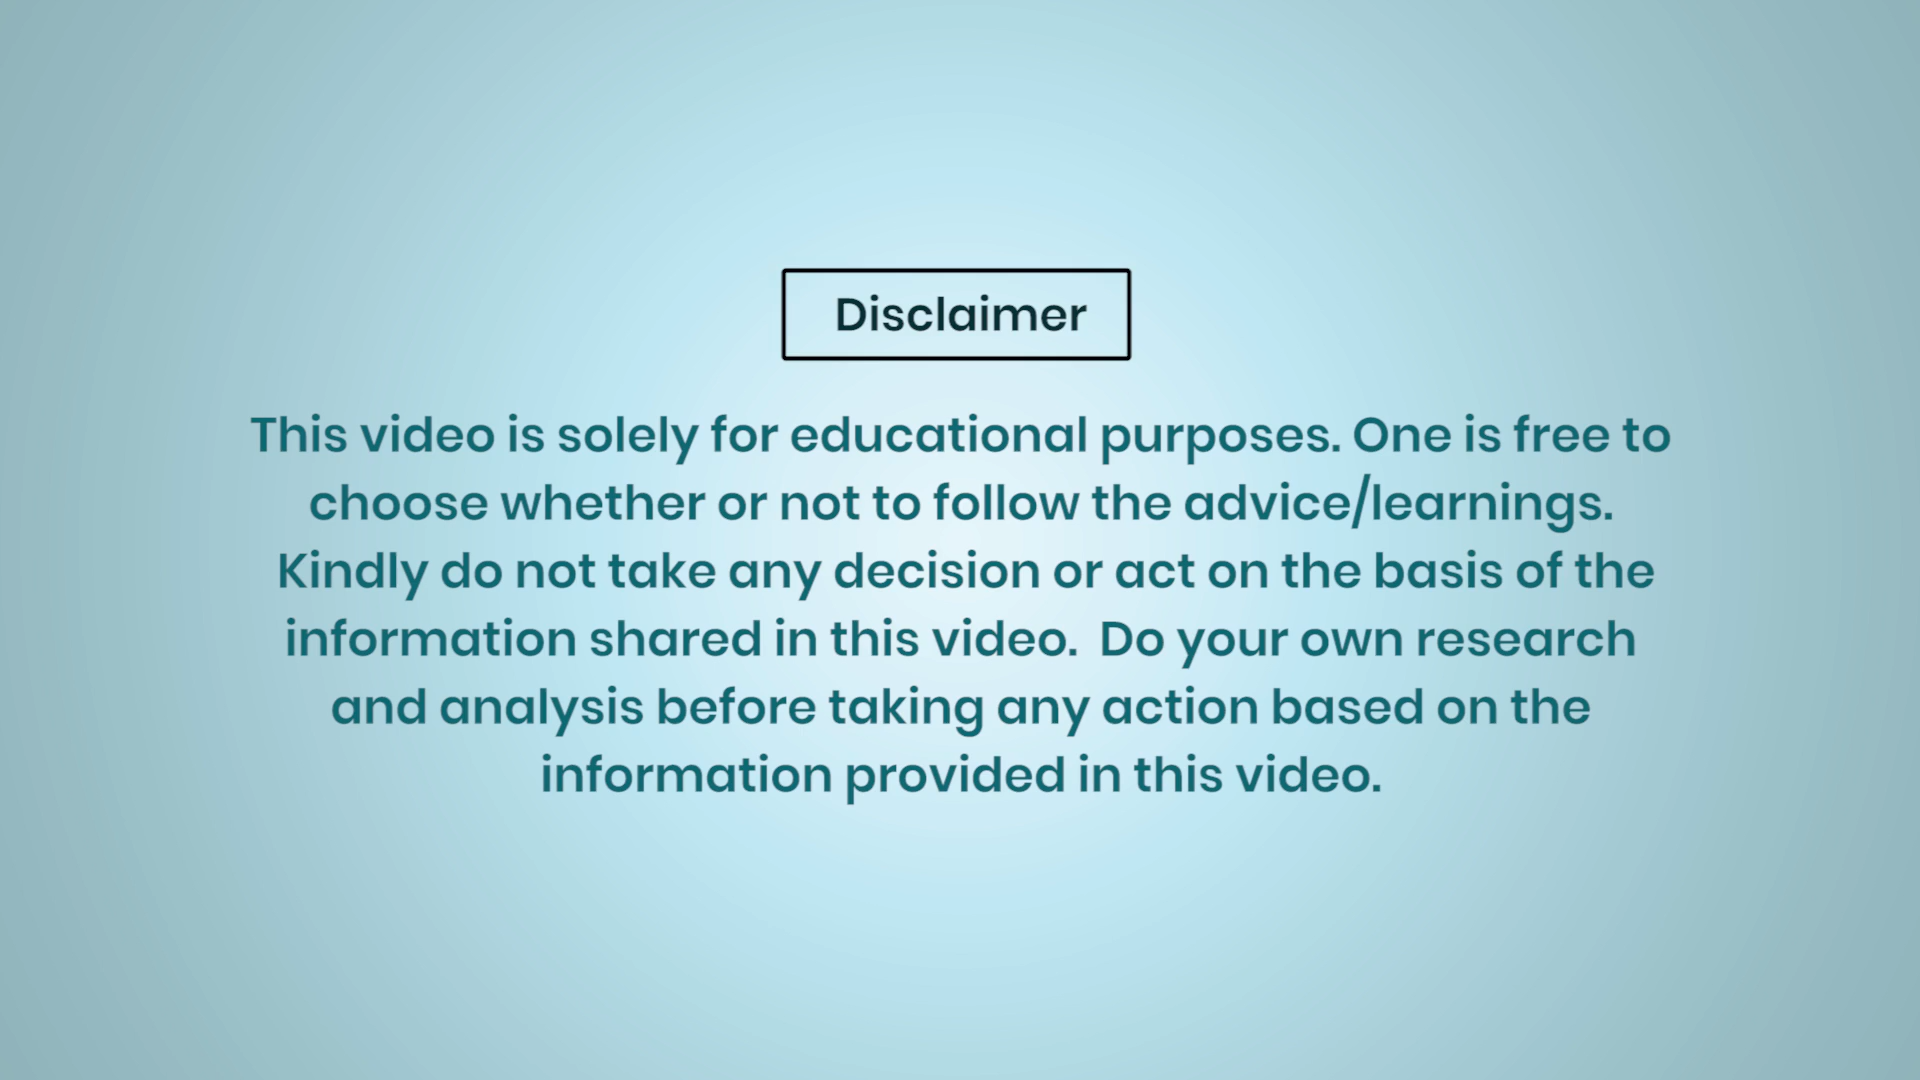 Disclaimer
This video is solely for educational purposes. One is free to
choose whether or not to follow the advice/learnings.
Kindly do not take any decision or act on the basis of the
information shared in this video.  Do your own research
and analysis before taking any action based on the
information provided in this video.